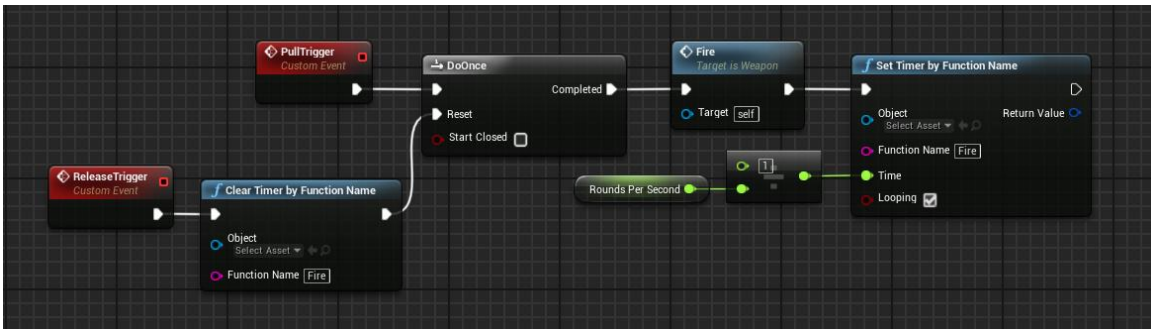 PullTrigger
Custom Event
DoOnce
Completed
Reset
Start Closed
Fire
Target is Weapon
Target self
Set Timer by Function Name
Object
Select Asset
Return Value
Function Name Fire
Time
Looping
1
Rounds Per Second
ReleaseTrigger
Custom Event
Clear Timer by Function Name
Object
Select Asset
Function Name Fire